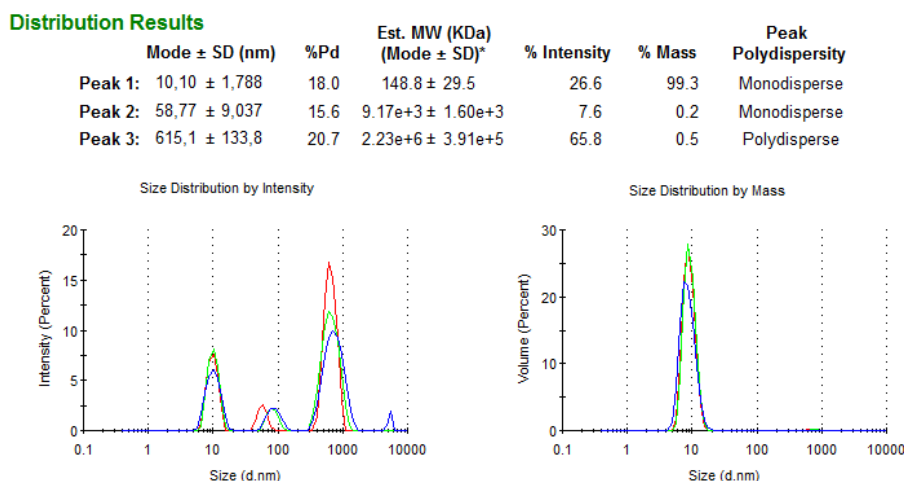 Distribution Results
Mode ± SD (nm) %Pd Est. MW (KDa) (Mode ± SD)* % Intensity % Mass Peak Polydispersity
Peak 1: 10,10 ± 1,788 18.0 148.8 ± 29.5 26.6 99.3 Monodisperse
Peak 2: 58,77 ± 9,037 15.6 9.17e+3 ± 1.60e+3 7.6 0.2 Monodisperse
Peak 3: 615,1 ± 133,8 20.7 2.23e+6 ± 3.91e+5 65.8 0.5 Polydisperse
Size Distribution by Intensity
20
15
10
5
0
Intensity (Percent)
0.1 1 10 100 1000 10000
Size (d.nm)
Size Distribution by Mass
30
20
10
0
Volume (Percent)
0.1 1 10 100 1000 10000
Size (d.nm)